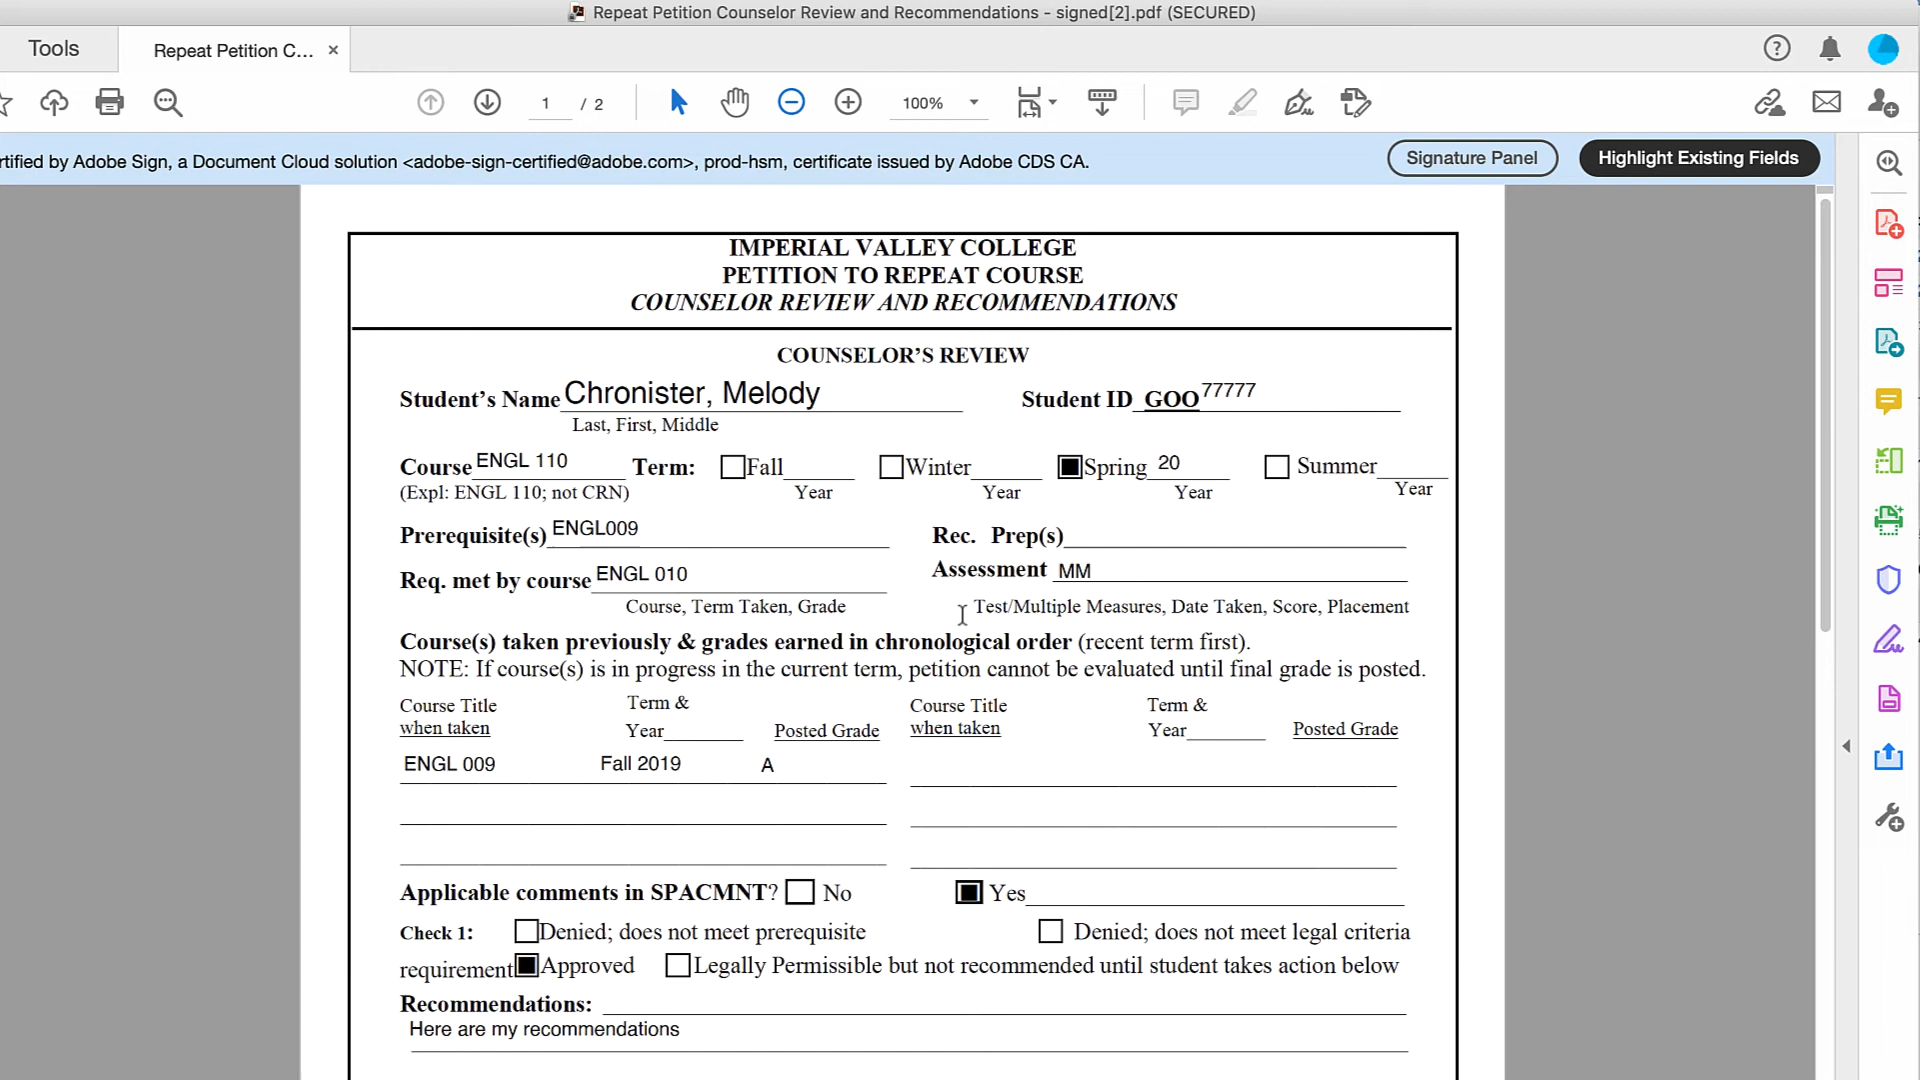 Repeat Petition Counselor Review and Recommendations - signed[2].pdf (SECURED)
Tools
Repeat Petition C... ×
1 / 2
100%
rtified by Adobe Sign, a Document Cloud solution <adobe-sign-certified@adobe.com>, prod-hsm, certificate issued by Adobe CDS CA.
Signature Panel
Highlight Existing Fields
IMPERIAL VALLEY COLLEGE
PETITION TO REPEAT COURSE
COUNSELOR REVIEW AND RECOMMENDATIONS
COUNSELOR'S REVIEW
Student's Name Chronister, Melody Student ID GOO 77777
Last, First, Middle
Course ENGL 110 Term: Fall Winter Spring 20 Summer
(Expl: ENGL 110; not CRN) Year Year Year Year
Prerequisite(s) ENGL009 Rec. Prep(s)
Req. met by course ENGL 010 Assessment MM
Course, Term Taken, Grade Test/Multiple Measures, Date Taken, Score, Placement
Course(s) taken previously & grades earned in chronological order (recent term first).
NOTE: If course(s) is in progress in the current term, petition cannot be evaluated until final grade is posted.
Course Title Term & Course Title Term &
when taken Year Posted Grade when taken Year Posted Grade
ENGL 009 Fall 2019 A
Applicable comments in SPACMNT? No Yes
Check 1: Denied; does not meet prerequisite Denied; does not meet legal criteria
requirement Approved Legally Permissible but not recommended until student takes action below
Recommendations:
Here are my recommendations